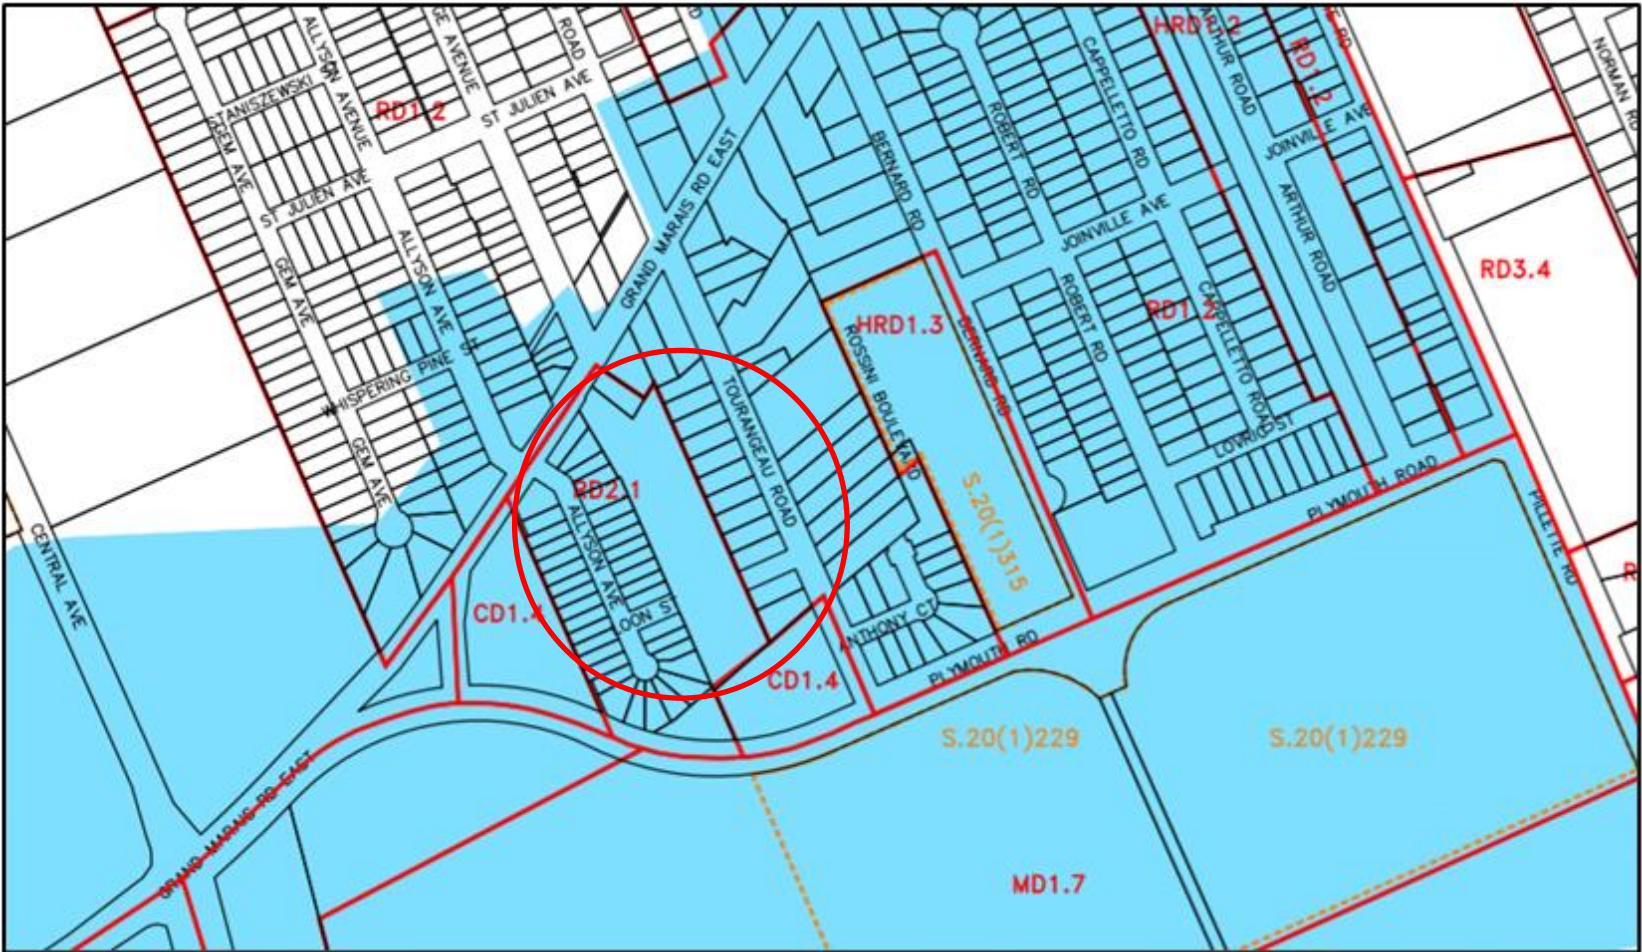 ALLYSON AVENUE
ROAD
HRD1.2
RD1.2
NORMAN RD
STANISZEWSKI
GEM AVE
RD1.2
ST JULIEN AVE
CAPPELLETTO RD
ARTHUR ROAD
JOINVILLE AVE
ST JULIEN AVE
GRAND MARAIS RD EAST
BERNARD RD
ROBERT RD
JOINVILLE AVE
ARTHUR ROAD
RD3.4
GEM AVE
ALLYSON AVE
ROBERT RD
RD1.2
CAPPELLETTO ROAD
HRD1.3
BERNARD RD
ROSSINI BOULEVARD
WHISPERING PINE ST
TOURANGEAU ROAD
LOVRIC ST
GEM AVE
RD2.1
ALLYSON AVE
S.20(1)315
PLYMOUTH ROAD
PILLETTE RD
CENTRAL AVE
CD1.4
LOON ST
ANTHONY CT
PLYMOUTH RD
CD1.4
S.20(1)229
S.20(1)229
GRAND MARAIS RD EAST
MD1.7